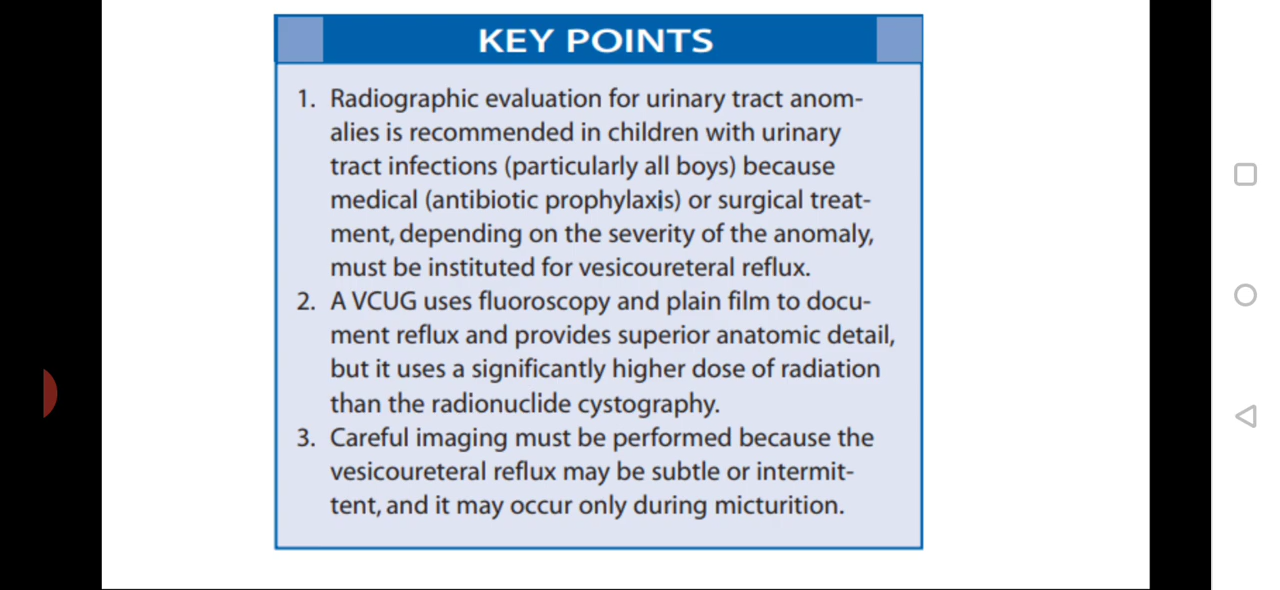 KEY POINTS
1. Radiographic evaluation for urinary tract anom-
alies is recommended in children with urinary
tract infections (particularly all boys) because
medical (antibiotic prophylaxis) or surgical treat-
ment, depending on the severity of the anomaly,
must be instituted for vesicoureteral reflux.
2. A VCUG uses fluoroscopy and plain film to docu-
ment reflux and provides superior anatomic detail,
but it uses a significantly higher dose of radiation
than the radionuclide cystography.
3. Careful imaging must be performed because the
vesicoureteral reflux may be subtle or intermit-
tent, and it may occur only during micturition.